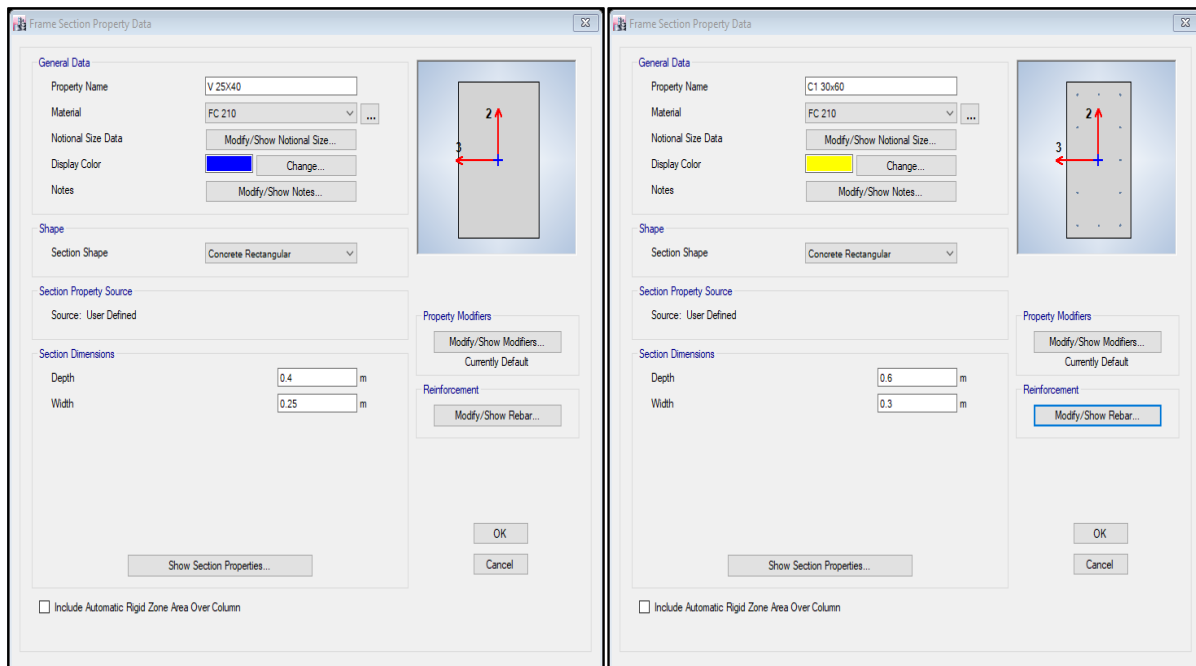 Frame Section Property Data
General Data
Property Name V 25X40
Material FC 210 ...
Notional Size Data Modify/Show Notional Size...
Display Color Change...
Notes Modify/Show Notes...
2
3
Shape
Section Shape Concrete Rectangular
Section Property Source
Source: User Defined
Property Modifiers
Modify/Show Modifiers...
Currently Default
Section Dimensions
Depth 0.4 m
Width 0.25 m
Reinforcement
Modify/Show Rebar...
OK
Cancel
Show Section Properties...
Include Automatic Rigid Zone Area Over Column
Frame Section Property Data
General Data
Property Name C1 30x60
Material FC 210 ...
Notional Size Data Modify/Show Notional Size...
Display Color Change...
Notes Modify/Show Notes...
2
3
Shape
Section Shape Concrete Rectangular
Section Property Source
Source: User Defined
Property Modifiers
Modify/Show Modifiers...
Currently Default
Section Dimensions
Depth 0.6 m
Width 0.3 m
Reinforcement
Modify/Show Rebar...
OK
Cancel
Show Section Properties...
Include Automatic Rigid Zone Area Over Column